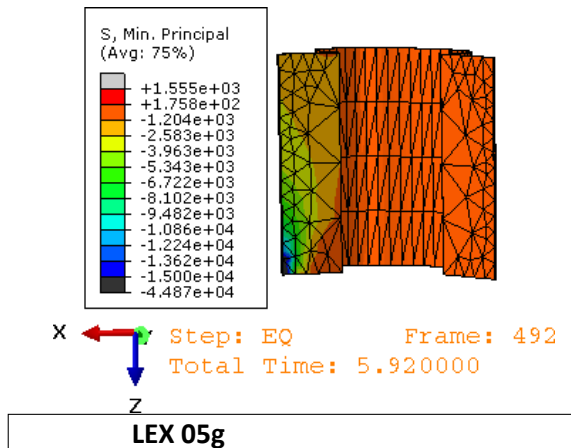 S, Min. Principal
(Avg: 75%)
+1.555e+03
+1.758e+02
-1.204e+03
-2.583e+03
-3.963e+03
-5.343e+03
-6.722e+03
-8.102e+03
-9.482e+03
-1.086e+04
-1.224e+04
-1.362e+04
-1.500e+04
-4.487e+04
X
Y
Z
Step: EQ Frame: 492
Total Time: 5.920000
LEX 05g